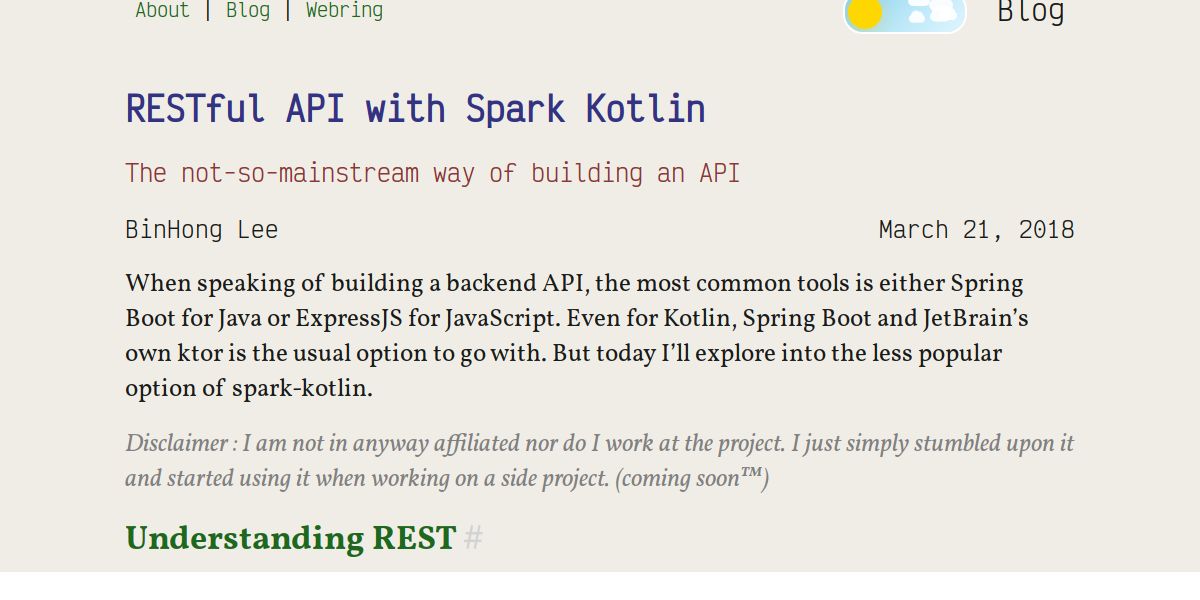 About | Blog | Webring
Blog
RESTful API with Spark Kotlin
The not-so-mainstream way of building an API
BinHong Lee
March 21, 2018
When speaking of building a backend API, the most common tools is either Spring
Boot for Java or ExpressJS for JavaScript. Even for Kotlin, Spring Boot and JetBrain’s
own ktor is the usual option to go with. But today I’ll explore into the less popular
option of spark-kotlin.
Disclaimer : I am not in anyway affiliated nor do I work at the project. I just simply stumbled upon it
and started using it when working on a side project. (coming soon™)
Understanding REST #